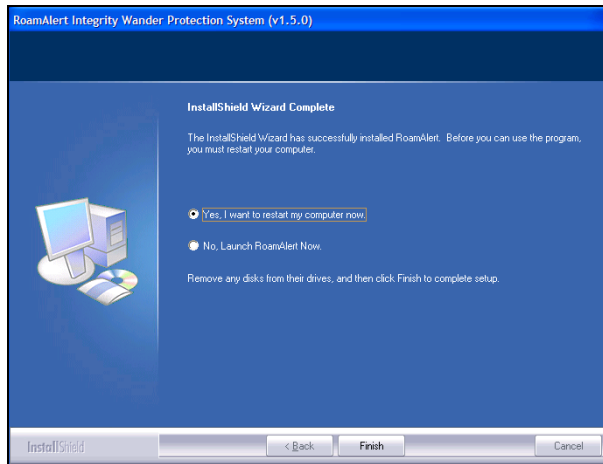 RoamAlert Integrity Wander Protection System (v1.5.0)
InstallShield Wizard Complete
The InstallShield Wizard has successfully installed RoamAlert. Before you can use the program,
you must restart your computer.
Yes, I want to restart my computer now.
No, Launch RoamAlert Now.
Remove any disks from their drives, and then click Finish to complete setup.
InstallShield
< Back
Finish
Cancel